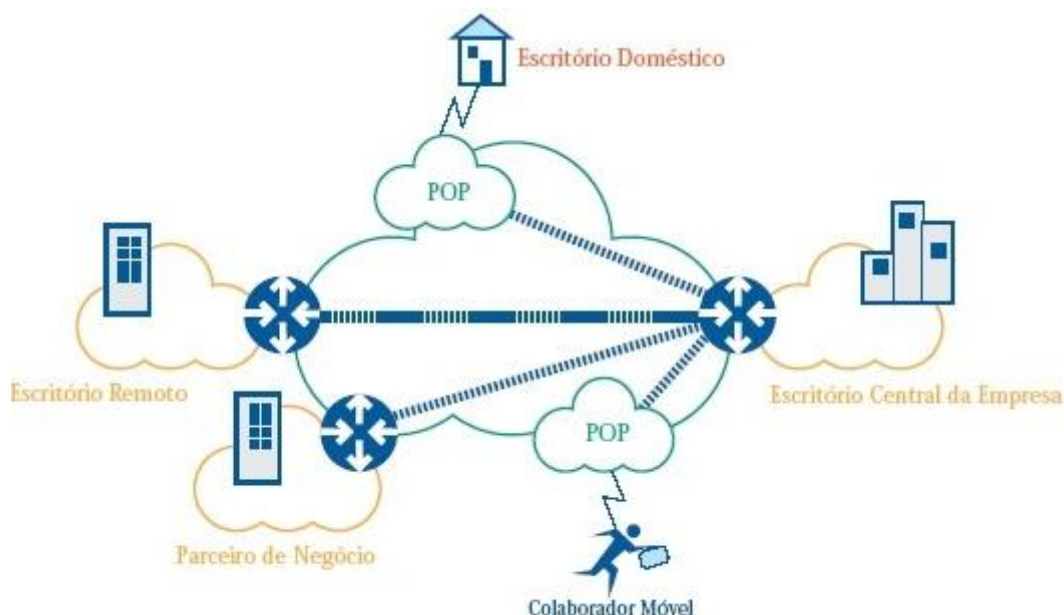 Escritório Doméstico
POP
Escritório Remoto
Escritório Central da Empresa
POP
Parceiro de Negócio
Colaborador Móvel